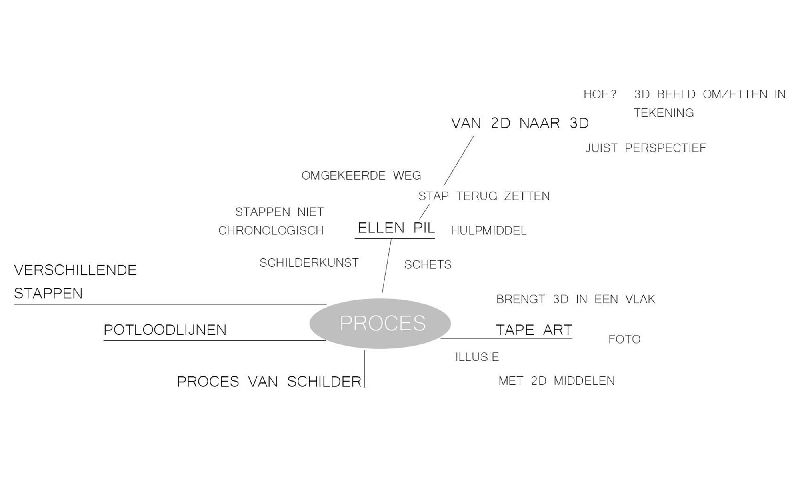 HOE? 3D BEELD OMZETTEN IN
TEKENING
VAN 2D NAAR 3D
JUIST PERSPECTIEF
OMGEKEERDE WEG
STAP TERUG ZETTEN
STAPPEN NIET
CHRONOLOGISCH
ELLEN PIL
HULPMIDDEL
SCHILDERKUNST
SCHETS
VERSCHILLENDE
STAPPEN
BRENGT 3D IN EEN VLAK
POTLOODLIJNEN
PROCES
TAPE ART
FOTO
ILLUSIE
PROCES VAN SCHILDER
MET 2D MIDDELEN